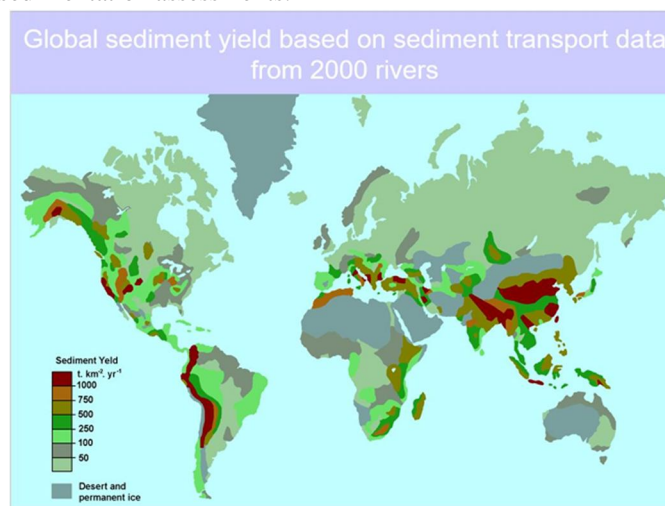 Global sediment yield based on sediment transport data
from 2000 rivers
Sediment Yield
t. km-2. yr-1
1000
750
500
250
100
50
Desert and
permanent ice